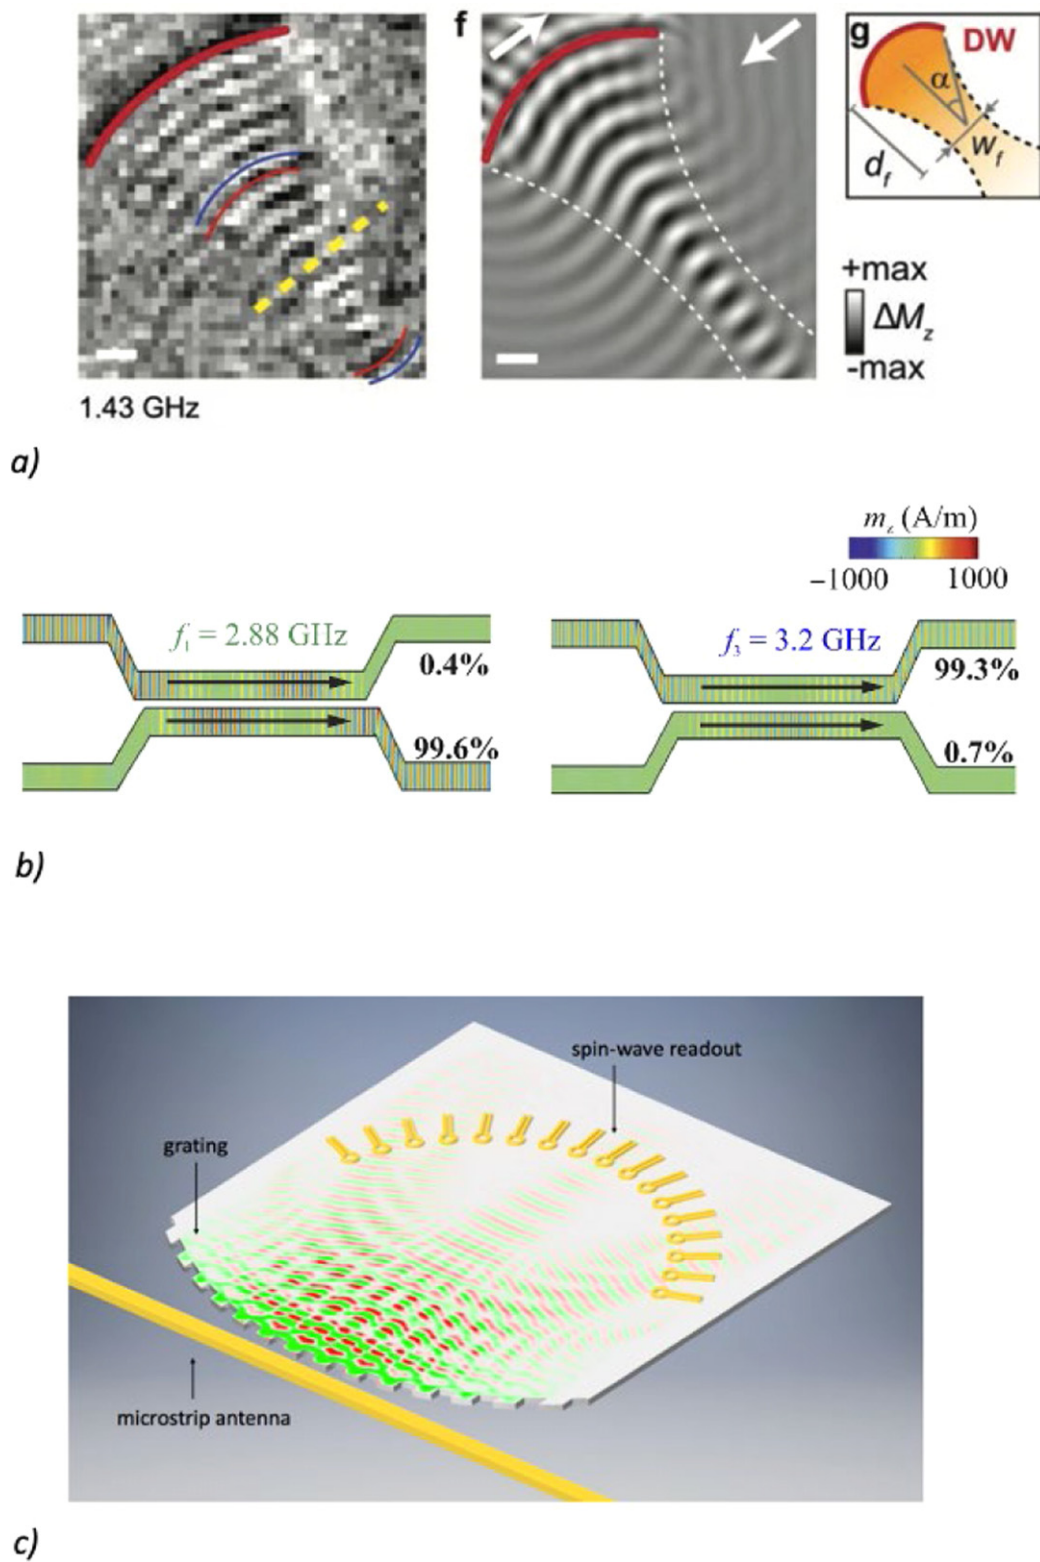 f
g
DW
α
w_f
d_f
1.43 GHz
+max
ΔM_z
-max
a)
m_z (A/m)
−1000 1000
f_1 = 2.88 GHz
0.4%
99.6%
f_3 = 3.2 GHz
99.3%
0.7%
b)
spin-wave readout
grating
microstrip antenna
c)